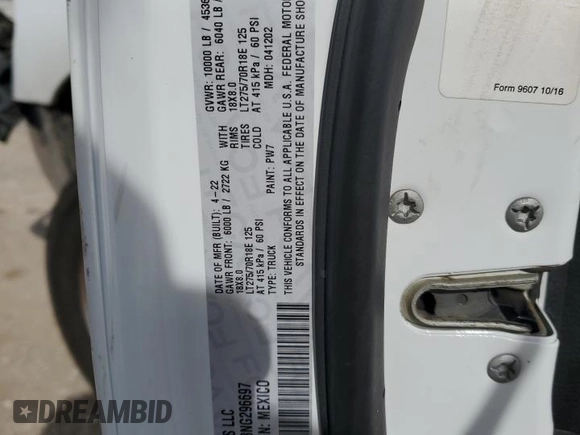 S LLC
DATE OF MFR (BUILT): 4-22
GVWR: 10000 LB / 4536
GAWR FRONT: 6000 LB / 2722 KG
WITH
GAWR REAR: 6040 LB /
18X8.0
RIMS
18X8.0
LT275/70R18E 125
TIRES
LT275/70R18E 125
AT 415 kPa / 60 PSI
COLD
AT 415 kPa / 60 PSI
TYPE: TRUCK
PAINT: PW7
MDH: 041202
THIS VEHICLE CONFORMS TO ALL APPLICABLE U.S.A. FEDERAL MOTOR
STANDARDS IN EFFECT ON THE DATE OF MANUFACTURE SHO
NG296697
N: MEXICO
Form 9607 10/16
DIDFAX.COM